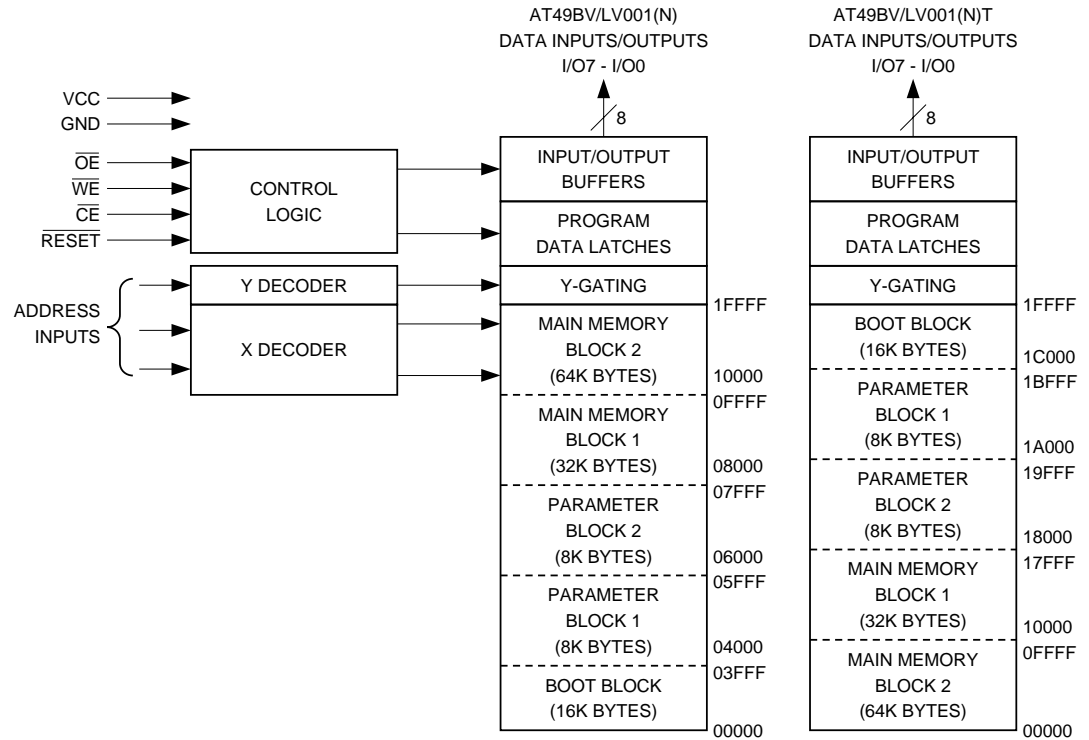 AT49BV/LV001(N)
DATA INPUTS/OUTPUTS
I/O7 - I/O0
8
AT49BV/LV001(N)T
DATA INPUTS/OUTPUTS
I/O7 - I/O0
8
VCC
GND
OE
WE
CE
RESET
CONTROL
LOGIC
ADDRESS
INPUTS
Y DECODER
X DECODER
INPUT/OUTPUT
BUFFERS
PROGRAM
DATA LATCHES
Y-GATING
1FFFF
MAIN MEMORY
BLOCK 2
(64K BYTES)
10000
0FFFF
MAIN MEMORY
BLOCK 1
(32K BYTES)
08000
07FFF
PARAMETER
BLOCK 2
(8K BYTES)
06000
05FFF
PARAMETER
BLOCK 1
(8K BYTES)
04000
03FFF
BOOT BLOCK
(16K BYTES)
00000
INPUT/OUTPUT
BUFFERS
PROGRAM
DATA LATCHES
Y-GATING
1FFFF
BOOT BLOCK
(16K BYTES)
1C000
1BFFF
PARAMETER
BLOCK 1
(8K BYTES)
1A000
19FFF
PARAMETER
BLOCK 2
(8K BYTES)
18000
17FFF
MAIN MEMORY
BLOCK 1
(32K BYTES)
10000
0FFFF
MAIN MEMORY
BLOCK 2
(64K BYTES)
00000